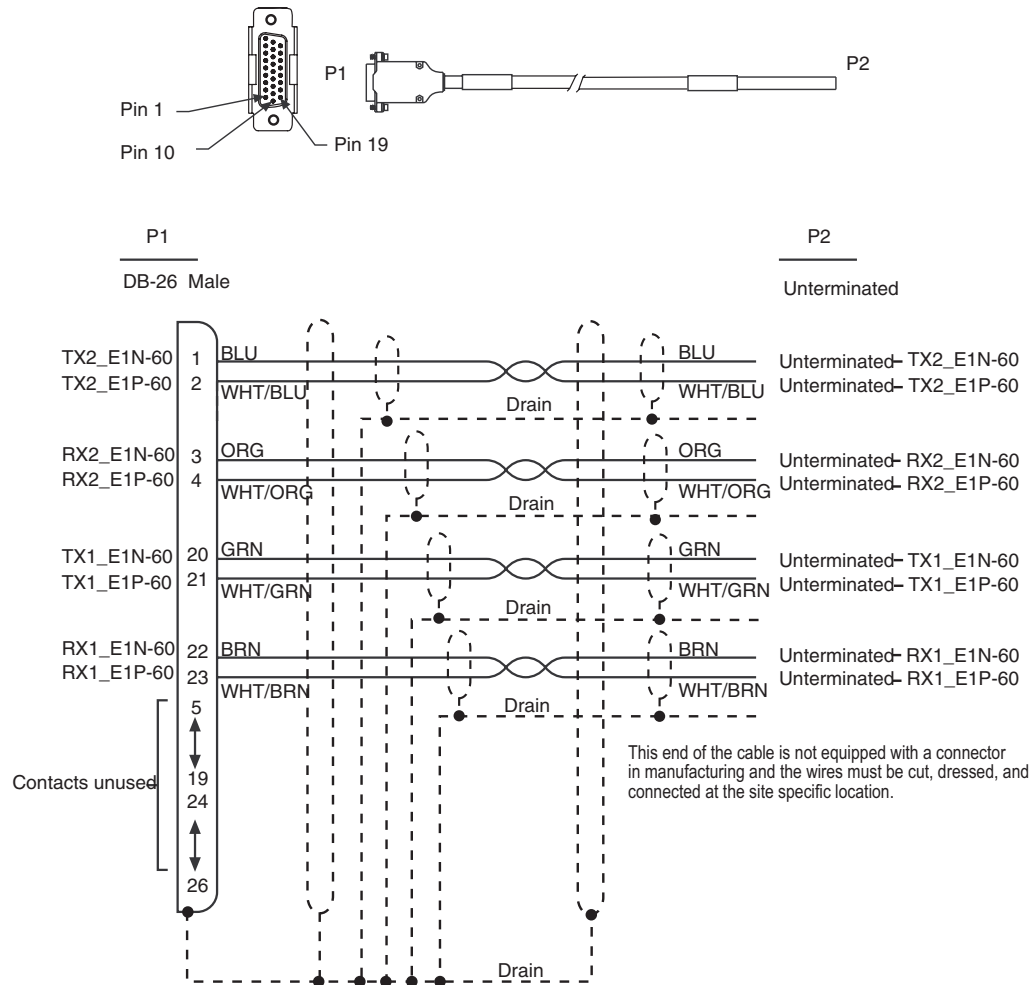 P1
P2
Pin 1
Pin 10
Pin 19
P1
P2
DB-26 Male
Unterminated
TX2_E1N-60 1 BLU BLU Unterminated TX2_E1N-60
TX2_E1P-60 2 WHT/BLU WHT/BLU Unterminated TX2_E1P-60
Drain
RX2_E1N-60 3 ORG ORG Unterminated RX2_E1N-60
RX2_E1P-60 4 WHT/ORG WHT/ORG Unterminated RX2_E1P-60
Drain
TX1_E1N-60 20 GRN GRN Unterminated TX1_E1N-60
TX1_E1P-60 21 WHT/GRN WHT/GRN Unterminated TX1_E1P-60
Drain
RX1_E1N-60 22 BRN BRN Unterminated RX1_E1N-60
RX1_E1P-60 23 WHT/BRN WHT/BRN Unterminated RX1_E1P-60
Drain
5
Contacts unused
19
24
26
This end of the cable is not equipped with a connector
in manufacturing and the wires must be cut, dressed, and
connected at the site specific location.
Drain